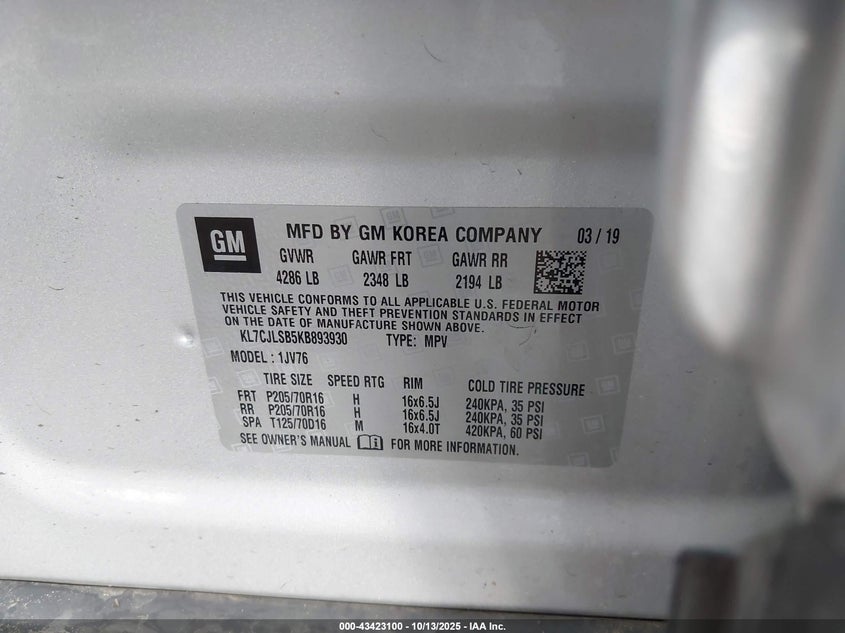 GM
MFD BY GM KOREA COMPANY 03 / 19
GVWR GAWR FRT GAWR RR
4286 LB 2348 LB 2194 LB
THIS VEHICLE CONFORMS TO ALL APPLICABLE U.S. FEDERAL MOTOR
VEHICLE SAFETY AND THEFT PREVENTION STANDARDS IN EFFECT
ON THE DATE OF MANUFACTURE SHOWN ABOVE.
KL7CJLSB5KB893930 TYPE: MPV
MODEL : 1JV76
TIRE SIZE SPEED RTG RIM COLD TIRE PRESSURE
FRT P205/70R16 H 16x6.5J 240KPA, 35 PSI
RR P205/70R16 H 16x6.5J 240KPA, 35 PSI
SPA T125/70D16 M 16x4.0T 420KPA, 60 PSI
SEE OWNER'S MANUAL FOR MORE INFORMATION.
000-43423100 - 10/13/2025 - IAA Inc.